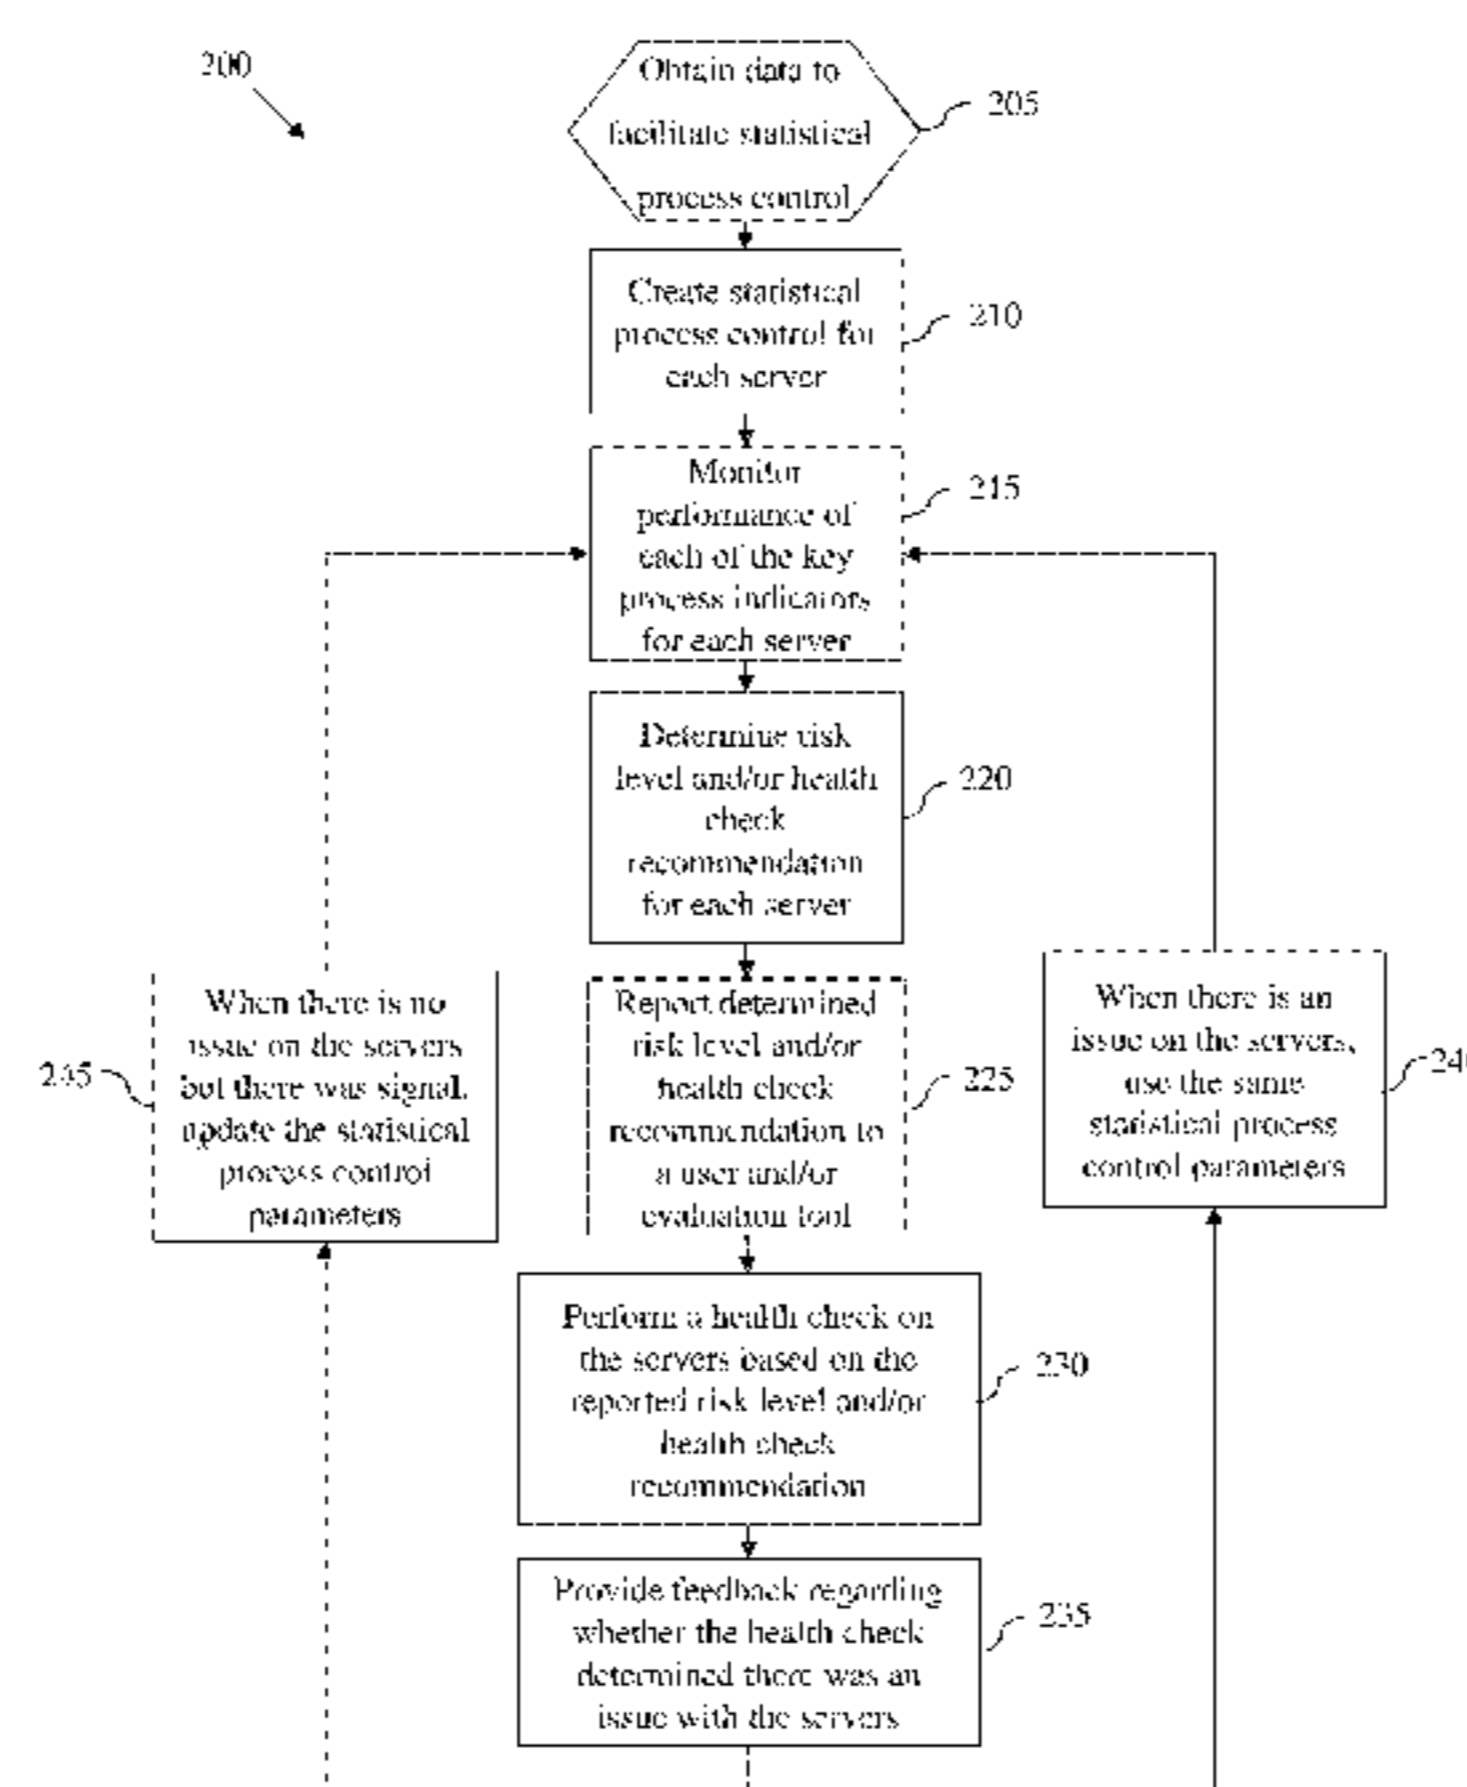 200
Obtain data to
facilitate statistical
process control
205
Create statistical
process control for
each server
210
Monitor
performance of
each of the key
process indicators
for each server
215
Determine risk
level and/or health
check
recommendation
for each server
220
When there is no
issue on the servers
but there was signal,
update the statistical
process control
parameters
245
Report determined
risk level and/or
health check
recommendation to
a user and/or
evaluation tool
225
When there is an
issue on the servers,
use the same
statistical process
control parameters
240
Perform a health check on
the servers based on the
reported risk level and/or
health check
recommendation
230
Provide feedback regarding
whether the health check
determined there was an
issue with the servers
235